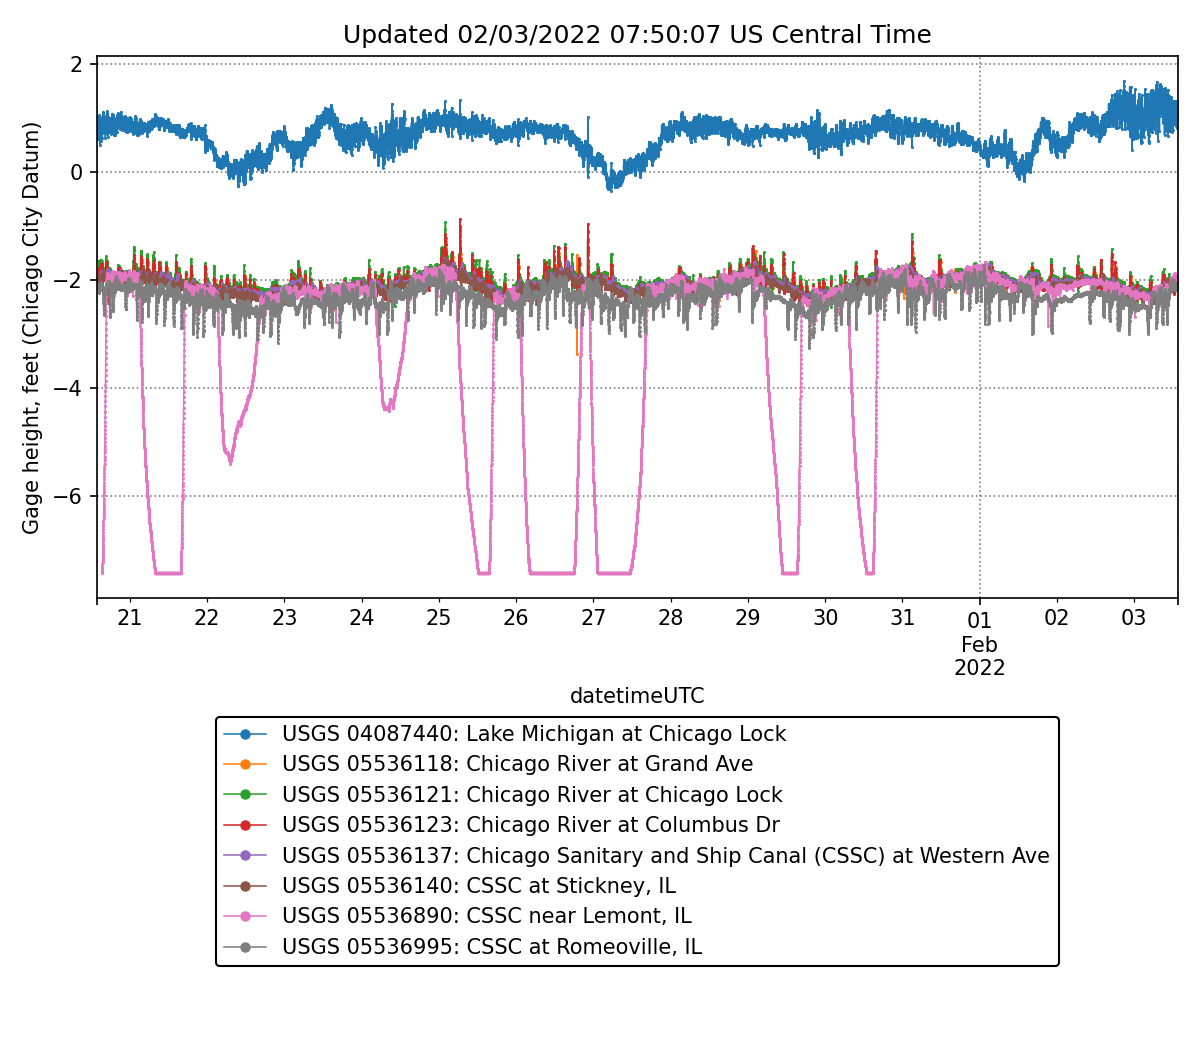 Updated 02/03/2022 07:50:07 US Central Time
Gage height, feet (Chicago City Datum)
2
0
−2
−4
−6
21 22 23 24 25 26 27 28 29 30 31 01 02 03
Feb
2022
datetimeUTC
USGS 04087440: Lake Michigan at Chicago Lock
USGS 05536118: Chicago River at Grand Ave
USGS 05536121: Chicago River at Chicago Lock
USGS 05536123: Chicago River at Columbus Dr
USGS 05536137: Chicago Sanitary and Ship Canal (CSSC) at Western Ave
USGS 05536140: CSSC at Stickney, IL
USGS 05536890: CSSC near Lemont, IL
USGS 05536995: CSSC at Romeoville, IL